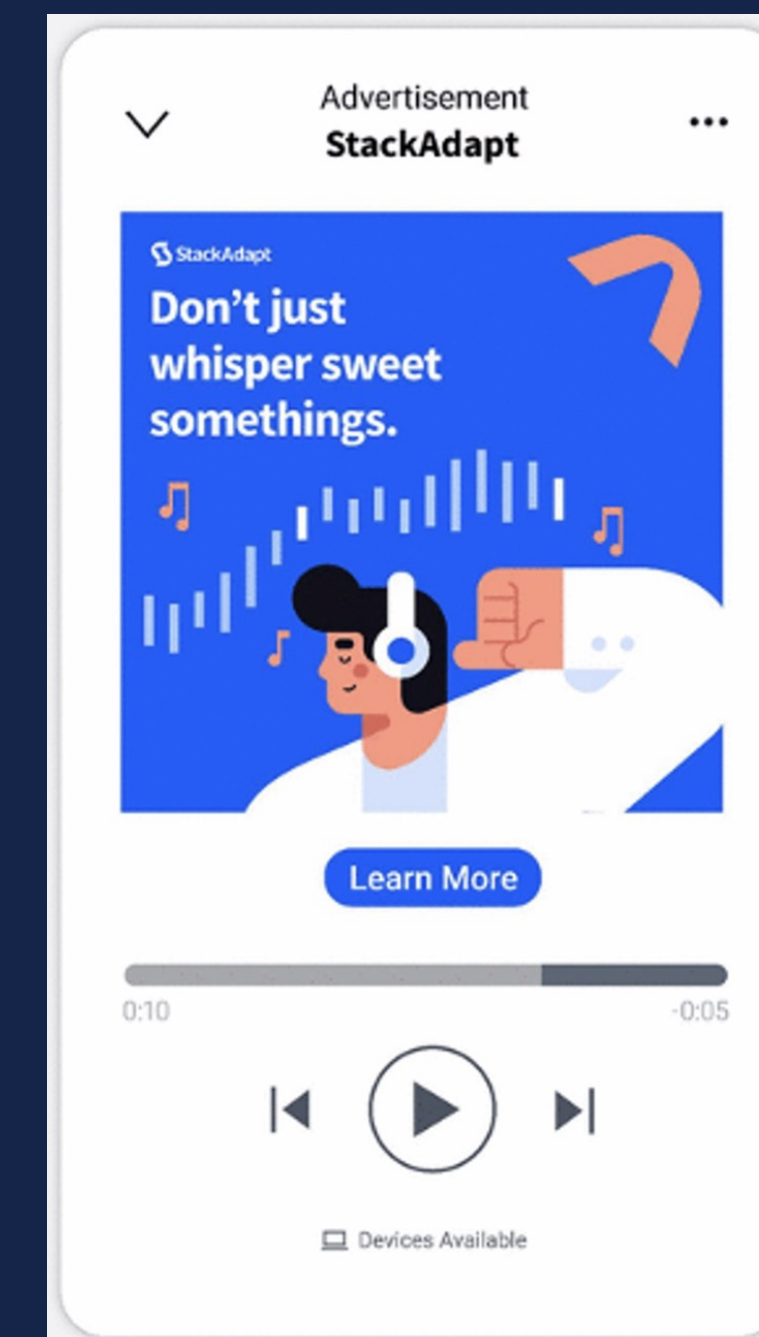 Advertisement
StackAdapt
StackAdapt
Don’t just
whisper sweet
somethings.
Learn More
0:10
-0:05
Devices Available